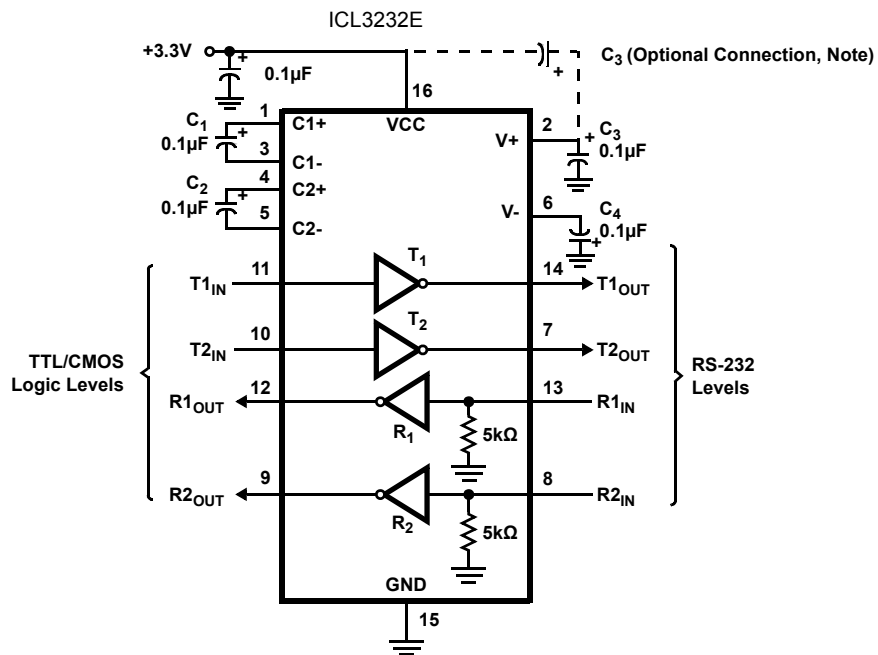 ICL3232E
+3.3V
+
0.1µF
16
+
C3 (Optional Connection, Note)
1
C1
0.1µF
+
3
C1+
C1-
VCC
V+
2
+
C3
0.1µF
4
C2
0.1µF
+
5
C2+
C2-
V-
6
C4
0.1µF
+
T1IN
11
T1
14
T1OUT
T2IN
10
T2
7
T2OUT
TTL/CMOS
Logic Levels
RS-232
Levels
R1OUT
12
R1
13
R1IN
5kΩ
R2OUT
9
R2
8
R2IN
5kΩ
GND
15